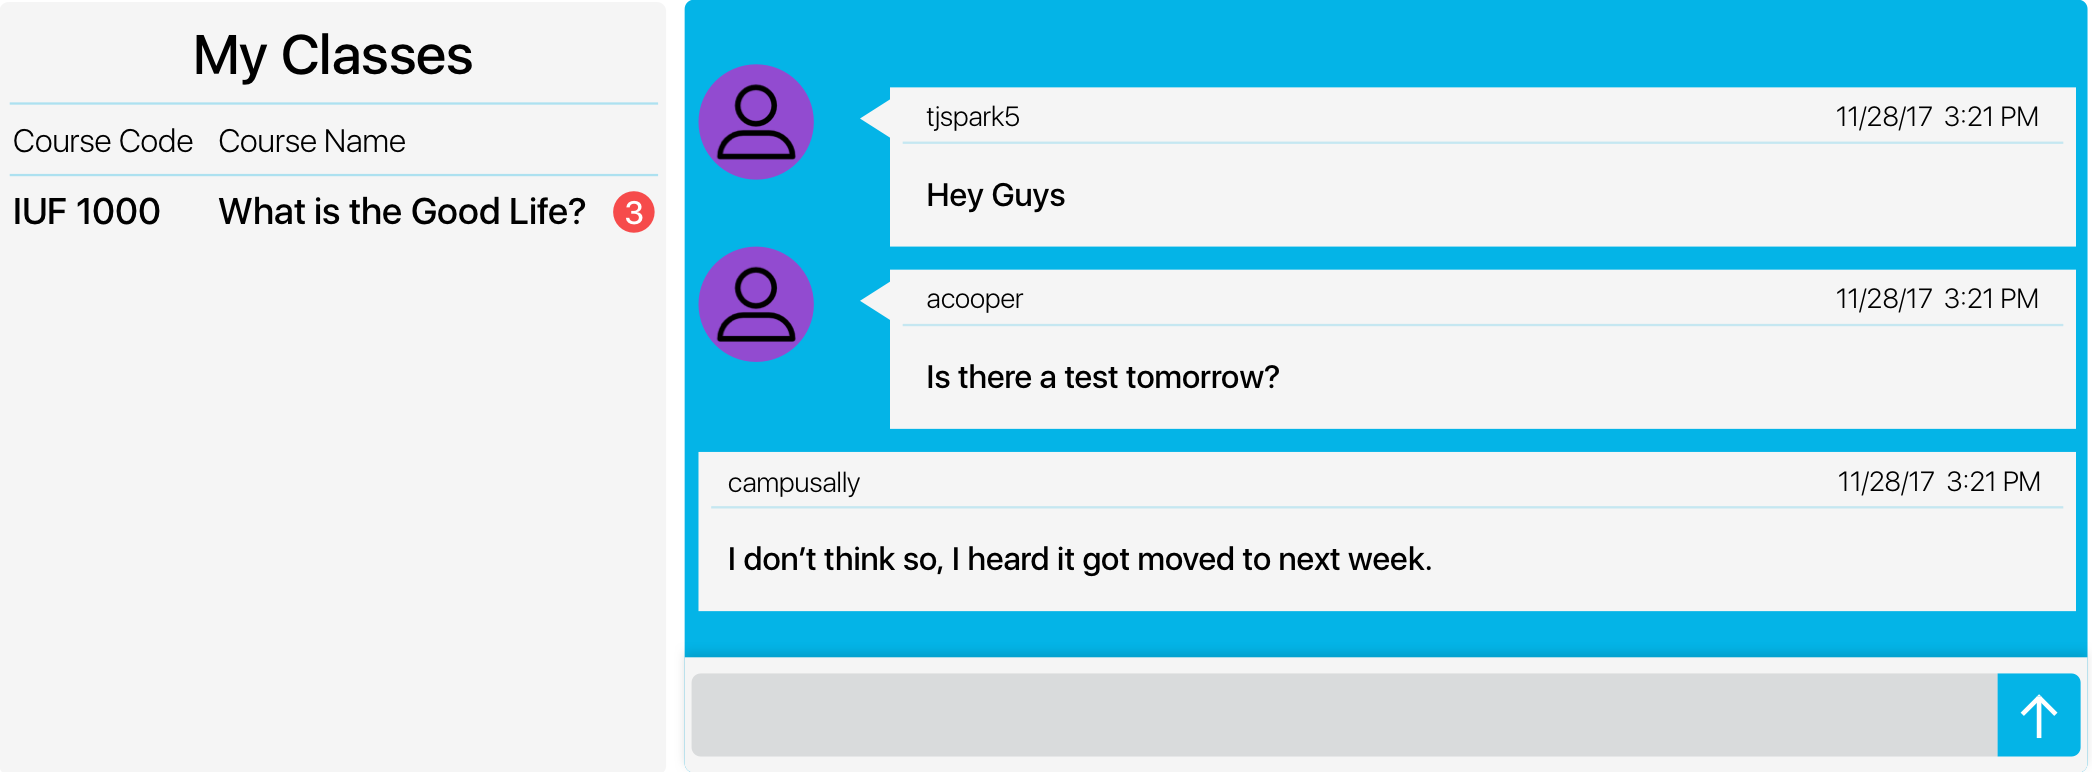 My Classes
Course Code Course Name
IUF 1000 What is the Good Life? 3
tjspark5 11/28/17 3:21 PM
Hey Guys
acooper 11/28/17 3:21 PM
Is there a test tomorrow?
campusally 11/28/17 3:21 PM
I don’t think so, I heard it got moved to next week.